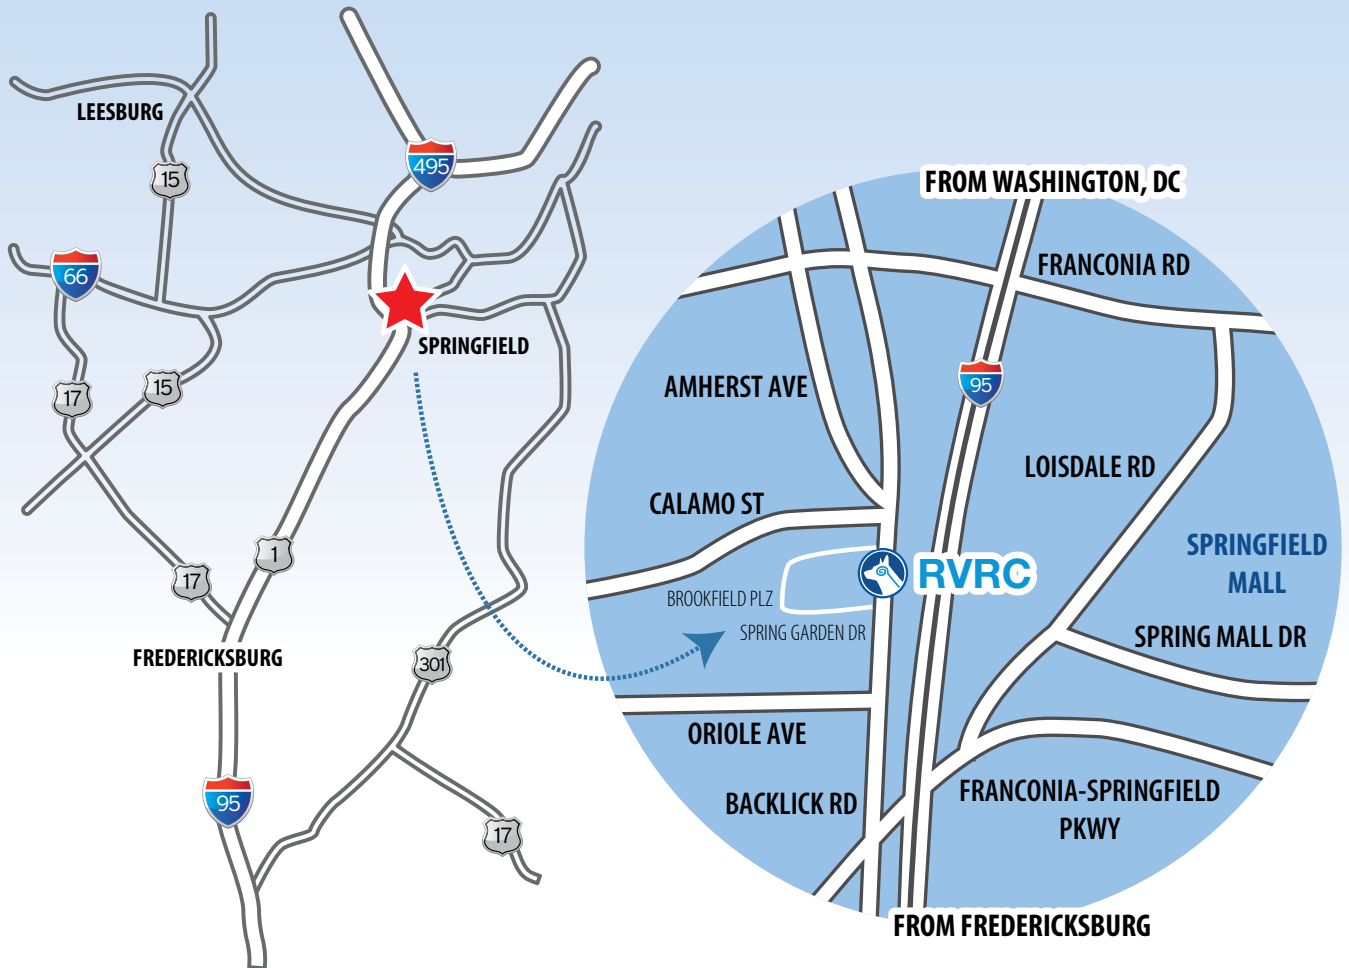 LEESBURG
15
495
66
SPRINGFIELD
17
15
1
17
FREDERICKSBURG
301
95
17
FROM WASHINGTON, DC
FRANCONIA RD
95
AMHERST AVE
LOISDALE RD
CALAMO ST
SPRINGFIELD
MALL
RVRC
BROOKFIELD PLZ
SPRING GARDEN DR
SPRING MALL DR
ORIOLE AVE
BACKLICK RD
FRANCONIA-SPRINGFIELD
PKWY
FROM FREDERICKSBURG